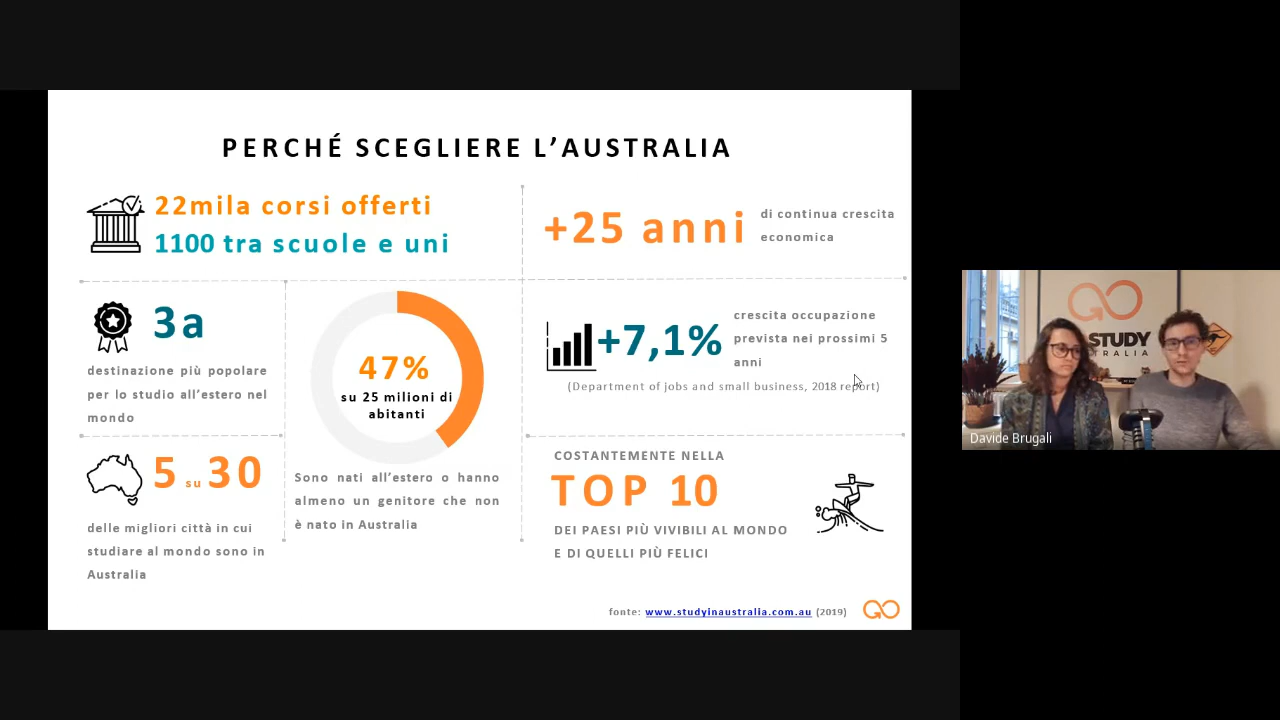 PERCHÉ SCEGLIERE L’AUSTRALIA
22mila corsi offerti
1100 tra scuole e uni
+25 anni
di continua crescita
economica
3a
destinazione più popolare
per lo studio all’estero nel
mondo
47%
su 25 milioni di
abitanti
Sono nati all’estero o hanno
almeno un genitore che non
è nato in Australia
+7,1%
crescita occupazione
prevista nei prossimi 5
anni
(Department of jobs and small business, 2018 report)
5 su 30
delle migliori città in cui
studiare al mondo sono in
Australia
COSTANTEMENTE NELLA
TOP 10
DEI PAESI PIÙ VIVIBILI AL MONDO
E DI QUELLI PIÙ FELICI
fonte: www.studyinaustralia.com.au (2019)
STUDY
Davide Brugali